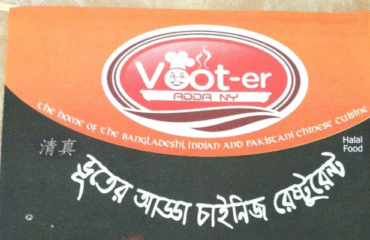 Voot-er
ADDA NY
the home of the Bangladeshi, Indian and Pakistani Chinese Cuisine
Halal
Food
清真
ভূতের আড্ডা চাইনিজ রেষ্টুরেন্ট